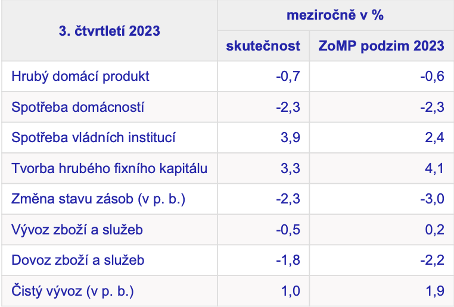 3. čtvrtletí 2023 meziročně v %
skutečnost ZoMP podzim 2023
Hrubý domácí produkt -0,7 -0,6
Spotřeba domácností -2,3 -2,3
Spotřeba vládních institucí 3,9 2,4
Tvorba hrubého fixního kapitálu 3,3 4,1
Změna stavu zásob (v p. b.) -2,3 -3,0
Vývoz zboží a služeb -0,5 0,2
Dovoz zboží a služeb -1,8 -2,2
Čistý vývoz (v p. b.) 1,0 1,9